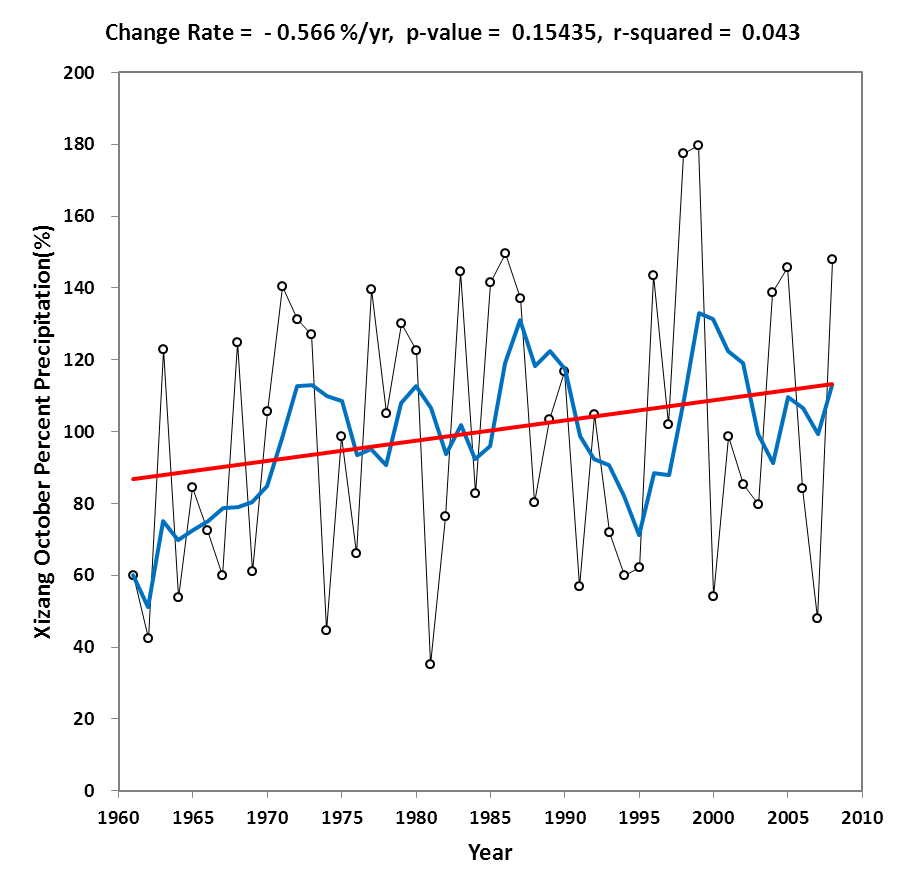 Change Rate = - 0.566 %/yr, p-value = 0.15435, r-squared = 0.043
200
180
160
140
120
100
80
60
40
20
0
Xizang October Percent Precipitation(%)
1960 1965 1970 1975 1980 1985 1990 1995 2000 2005 2010
Year